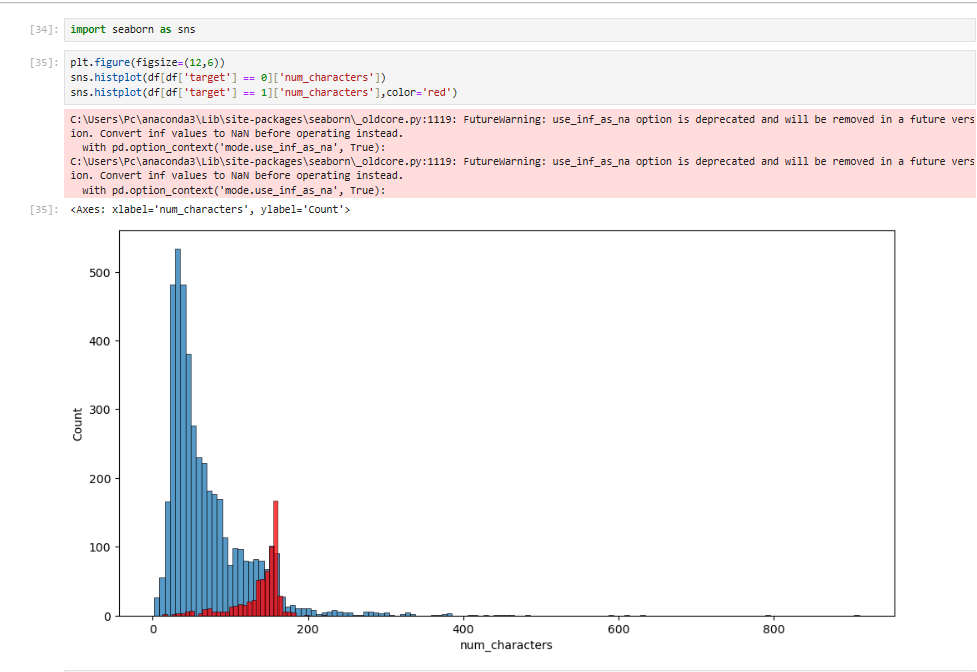 [34]: import seaborn as sns
[35]: plt.figure(figsize=(12,6))
sns.histplot(df[df['target'] == 0]['num_characters'])
sns.histplot(df[df['target'] == 1]['num_characters'],color='red')
C:\Users\Pc\anaconda3\Lib\site-packages\seaborn\_oldcore.py:1119: FutureWarning: use_inf_as_na option is deprecated and will be removed in a future vers
ion. Convert inf values to NaN before operating instead.
with pd.option_context('mode.use_inf_as_na', True):
C:\Users\Pc\anaconda3\Lib\site-packages\seaborn\_oldcore.py:1119: FutureWarning: use_inf_as_na option is deprecated and will be removed in a future vers
ion. Convert inf values to NaN before operating instead.
with pd.option_context('mode.use_inf_as_na', True):
[35]: <Axes: xlabel='num_characters', ylabel='Count'>
500
400
300
200
100
0
Count
0 200 400 600 800
num_characters